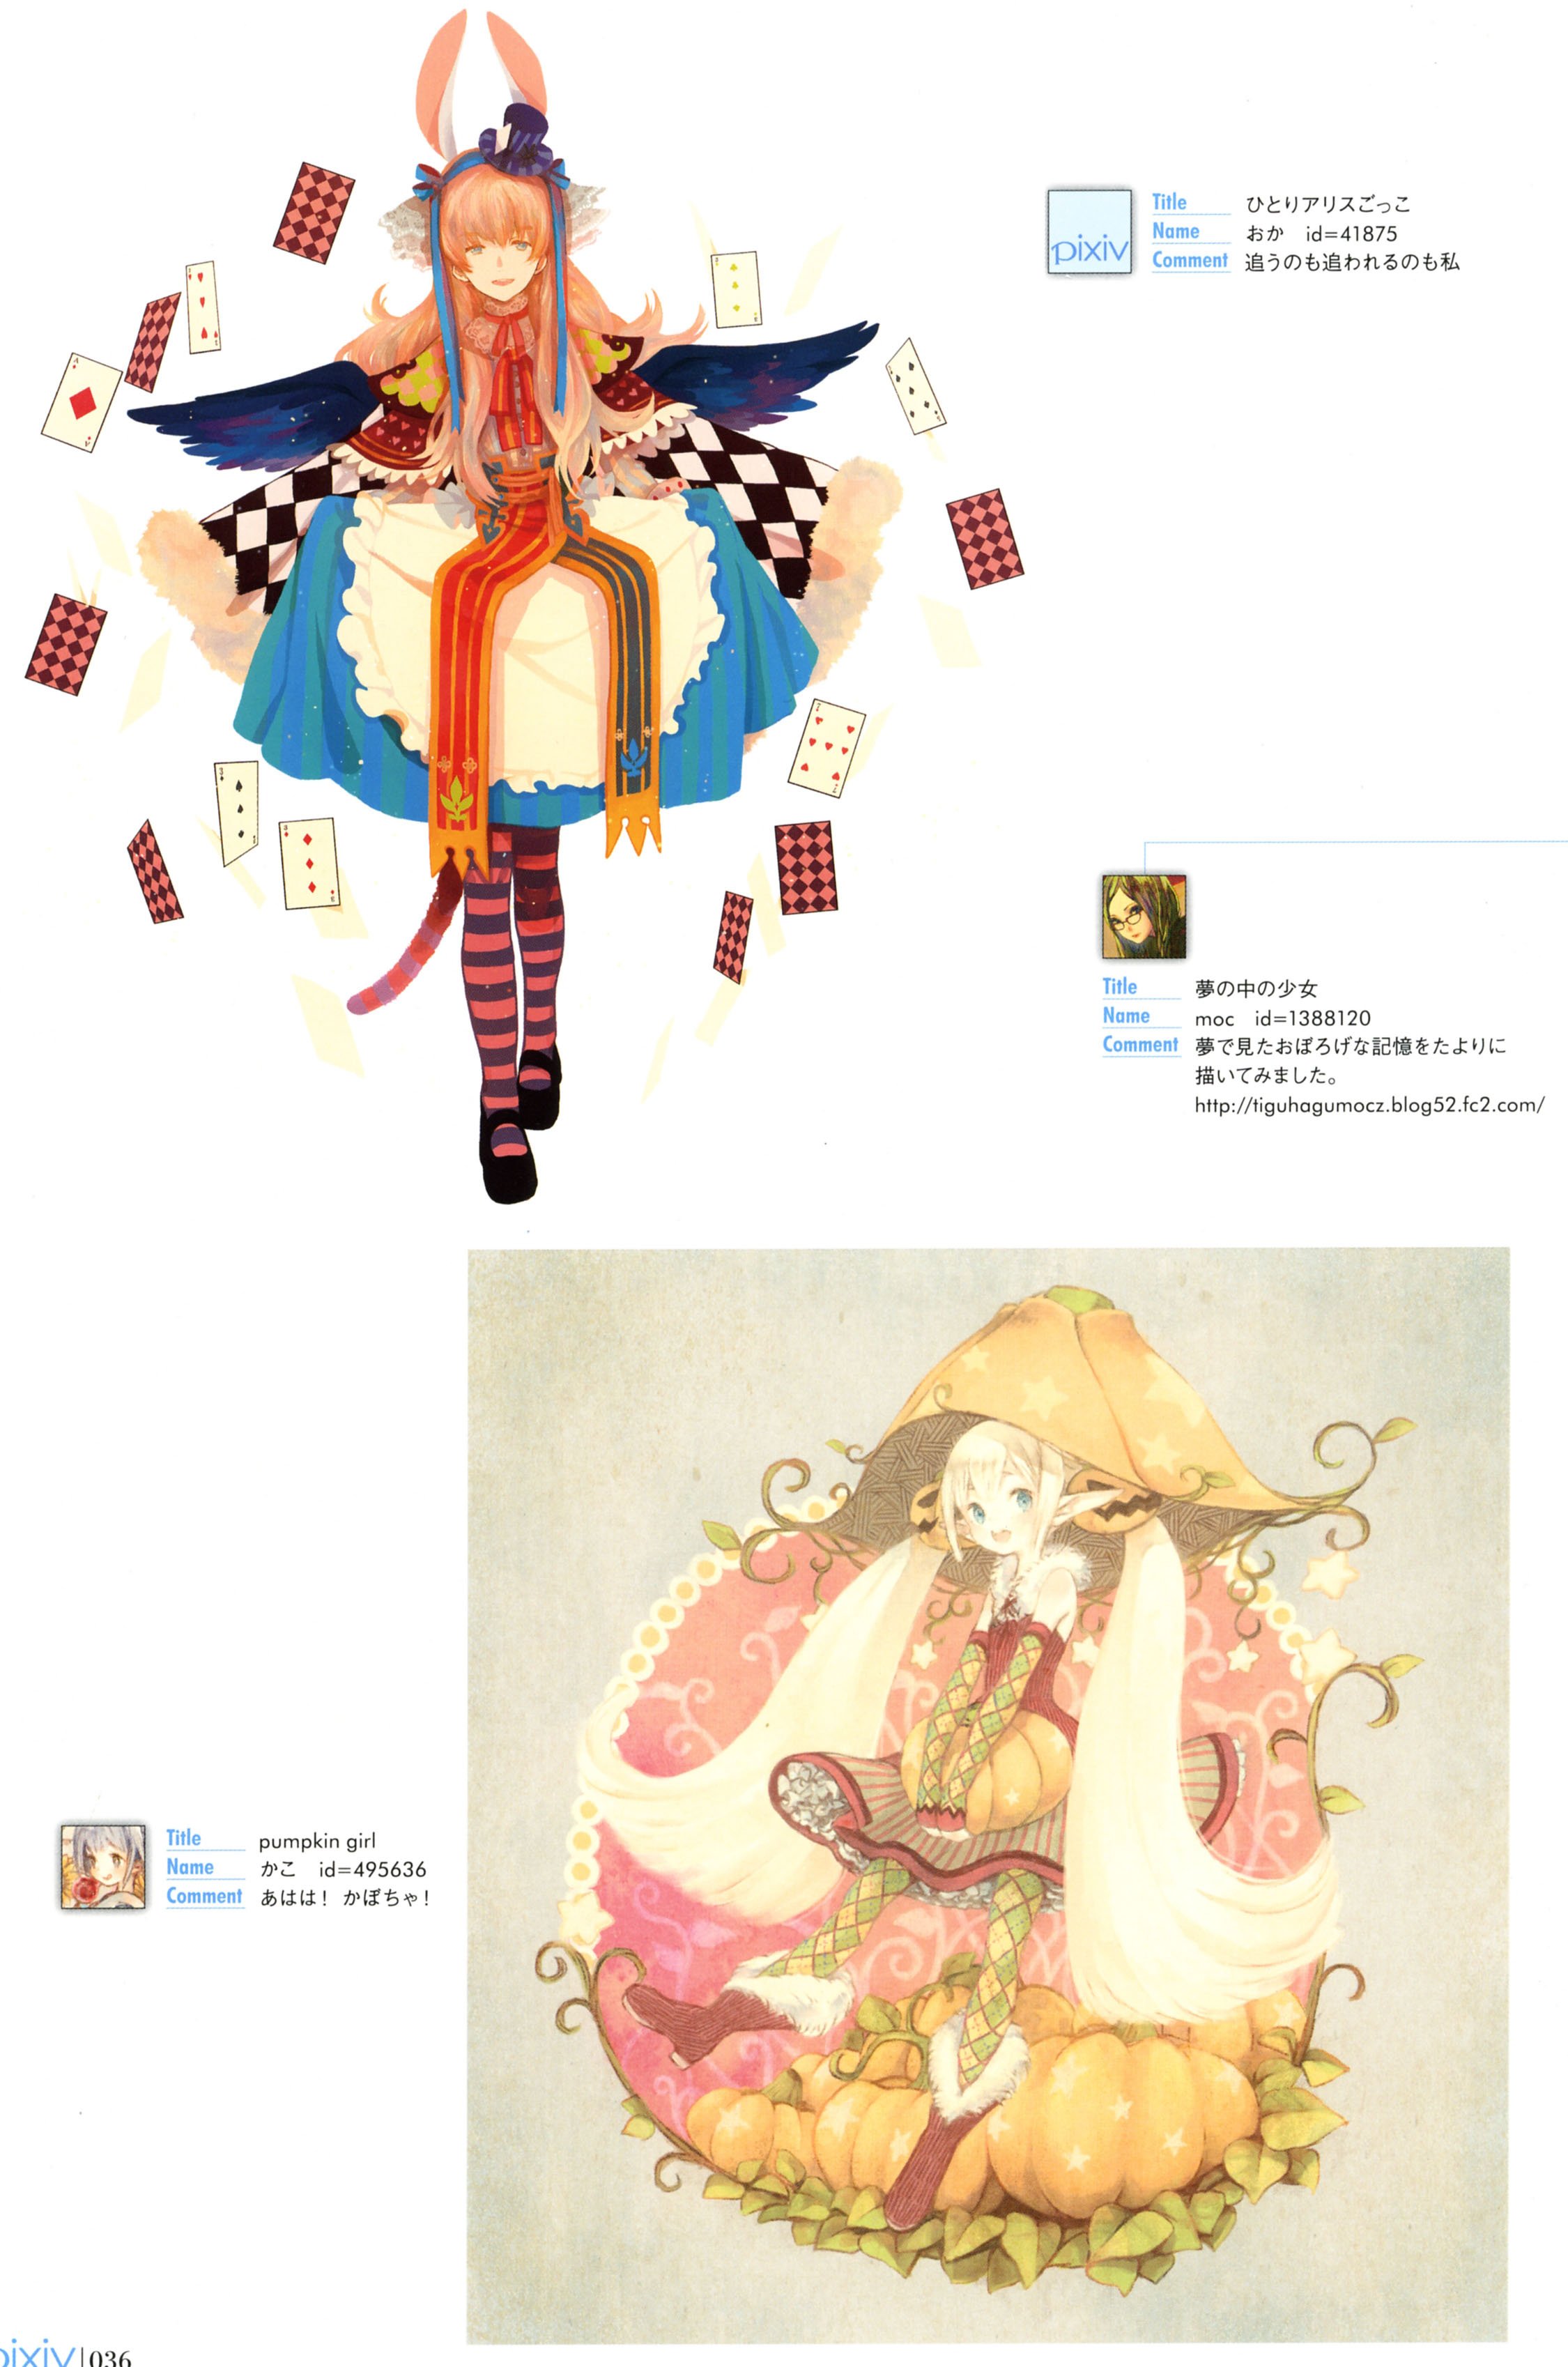 pixiv
Title ひとりアリスごっこ
Name おか id=41875
Comment 追うのも追われるのも私
Title 夢の中の少女
Name moc id=1388120
Comment 夢で見たおぼろげな記憶をたよりに
描いてみました。
http://tiguhagumocz.blog52.fc2.com/
Title pumpkin girl
Name かこ id=495636
Comment あはは！ かぼちゃ！
pixiv|036